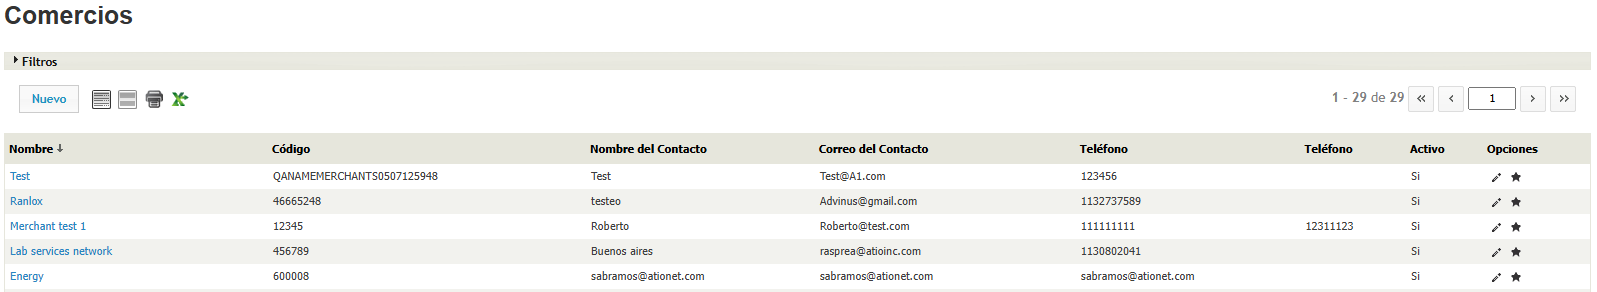 Comercios
Filtros
Nuevo 1 - 29 de 29 1
Nombre Código Nombre del Contacto Correo del Contacto Teléfono Teléfono Activo Opciones
Test QANAMEMERCHANTS0507125948 Test Test@A1.com 123456 Si
Ranlox 46665248 testeo Advinus@gmail.com 1132737589 Si
Merchant test 1 12345 Roberto Roberto@test.com 111111111 12311123 Si
Lab services network 456789 Buenos aires rasprea@atioinc.com 1130802041 Si
Energy 600008 sabramos@ationet.com sabramos@ationet.com sabramos@ationet.com Si